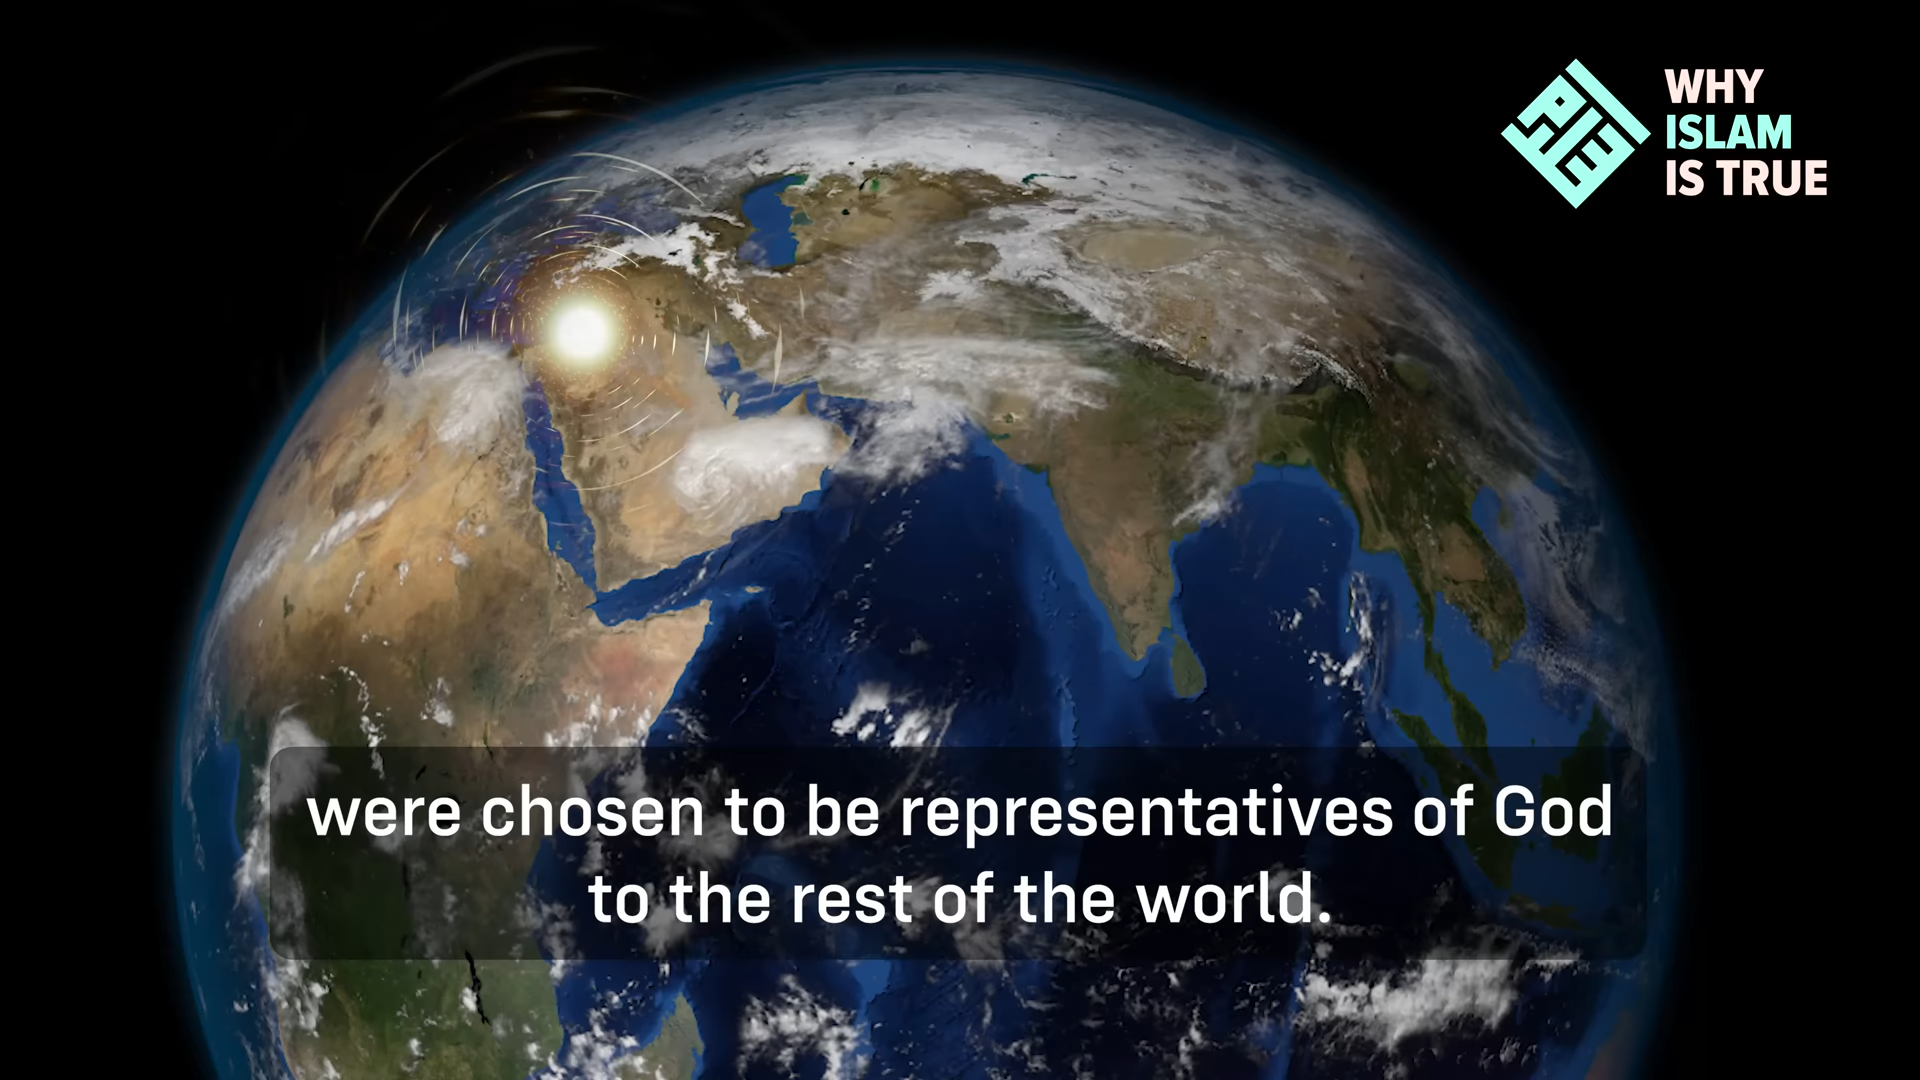 WHY
ISLAM
IS TRUE
were chosen to be representatives of God
to the rest of the world.